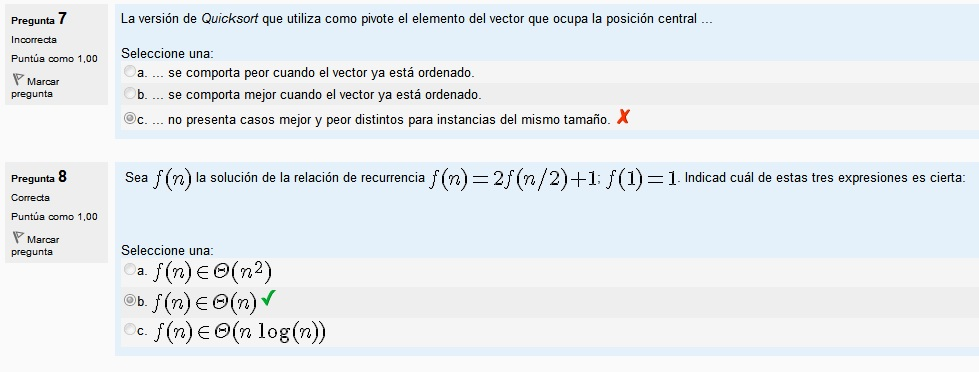 Pregunta 7
Incorrecta
Puntúa como 1,00
Marcar
pregunta
La versión de Quicksort que utiliza como pivote el elemento del vector que ocupa la posición central ...
Seleccione una:
a. ... se comporta peor cuando el vector ya está ordenado.
b. ... se comporta mejor cuando el vector ya está ordenado.
c. ... no presenta casos mejor y peor distintos para instancias del mismo tamaño. ✗
Pregunta 8
Correcta
Puntúa como 1,00
Marcar
pregunta
Sea f(n) la solución de la relación de recurrencia f(n) = 2f(n/2)+1; f(1) = 1. Indicad cuál de estas tres expresiones es cierta:
Seleccione una:
a. f(n) ∈ Θ(n²)
b. f(n) ∈ Θ(n) ✓
c. f(n) ∈ Θ(n log(n))